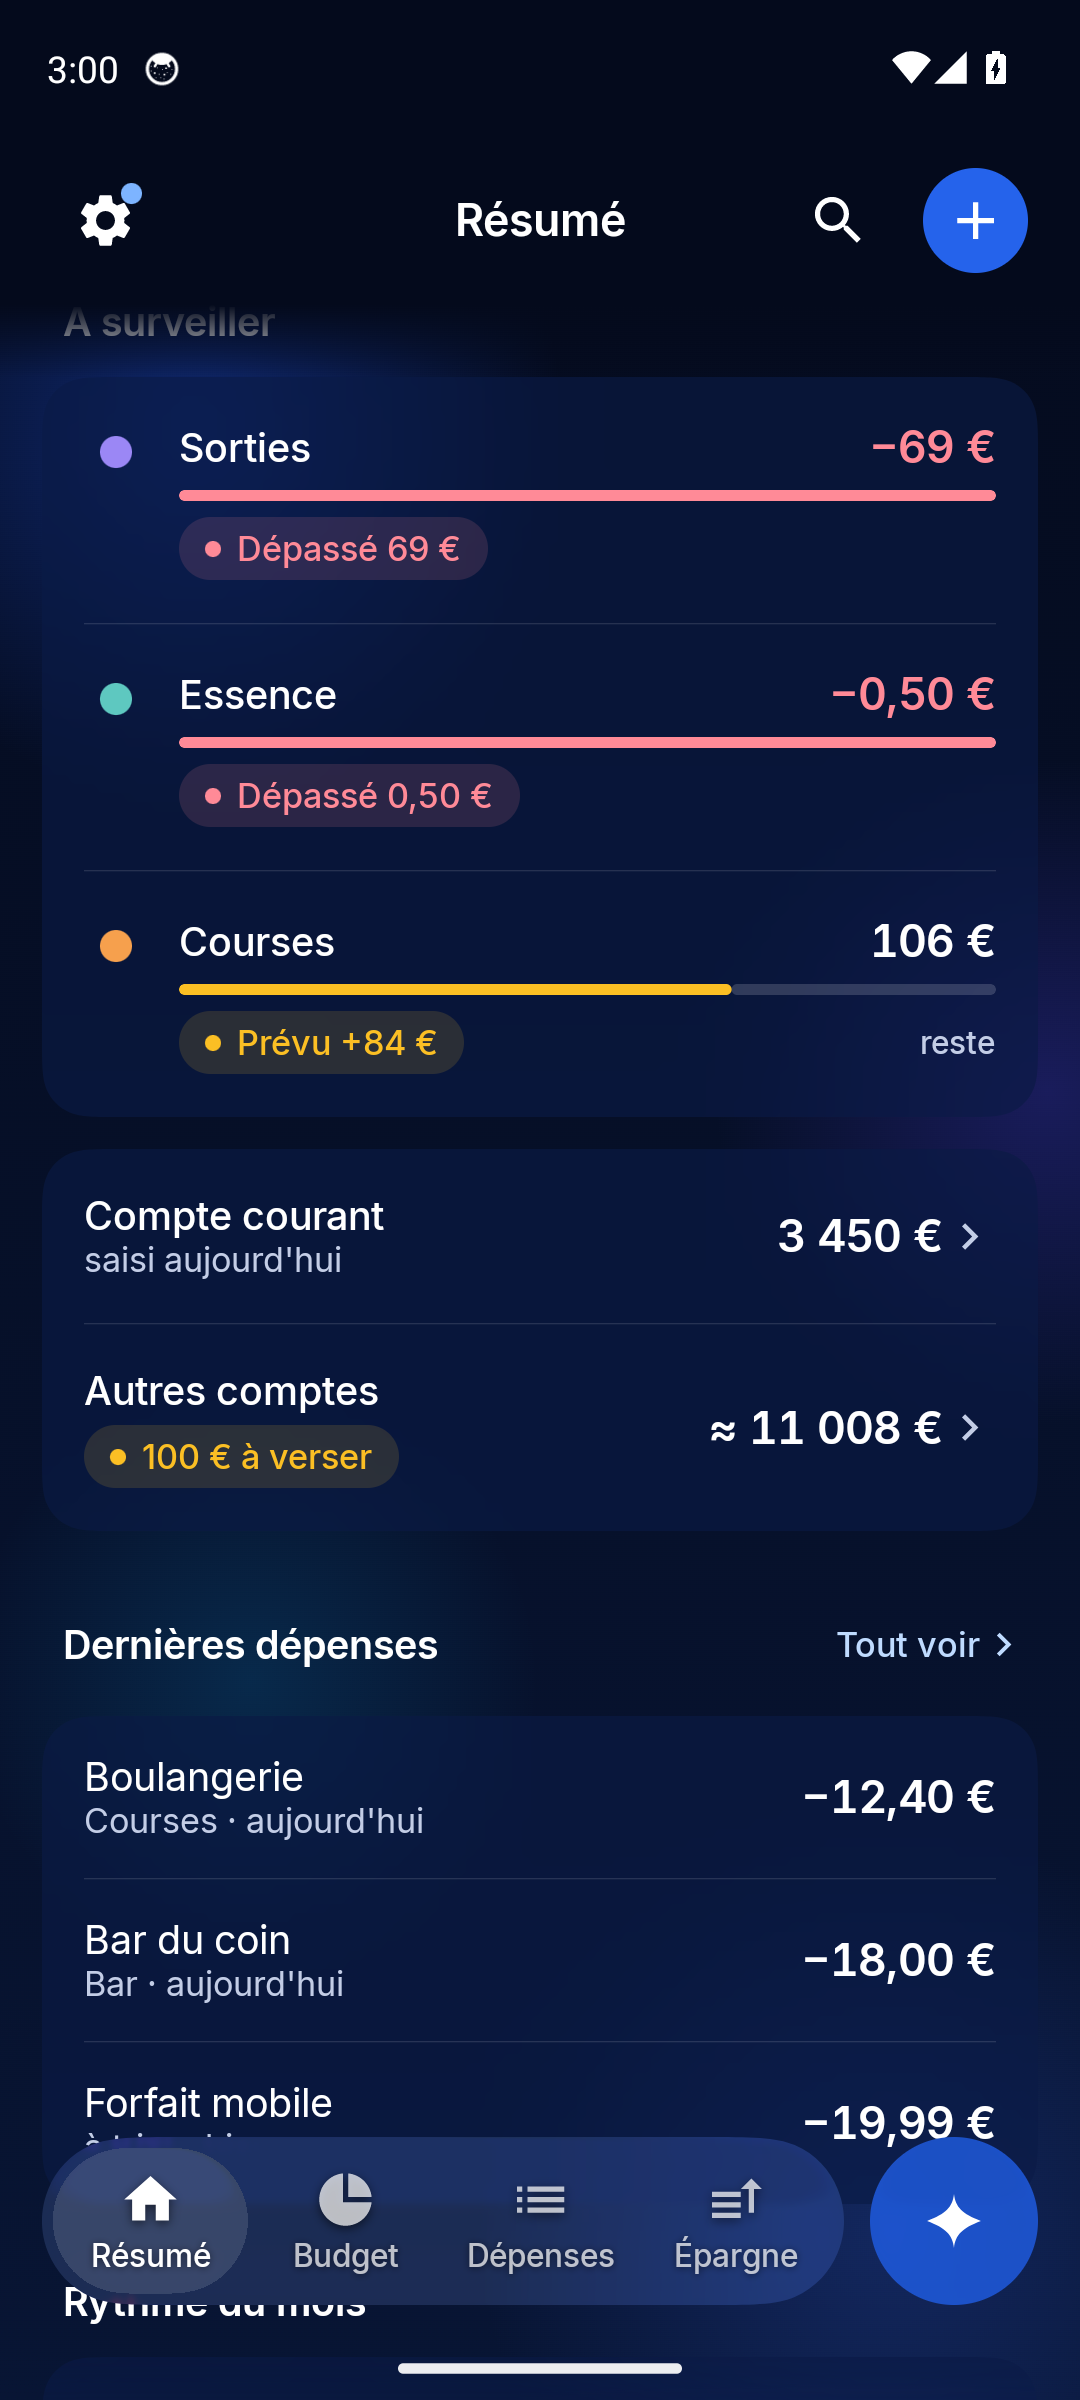 3:00
Résumé
À surveiller
Sorties
−69 €
Dépassé 69 €
Essence
−0,50 €
Dépassé 0,50 €
Courses
106 €
Prévu +84 €
reste
Compte courant
3 450 €
saisi aujourd'hui
Autres comptes
≈ 11 008 €
100 € à verser
Dernières dépenses
Tout voir
Boulangerie
−12,40 €
Courses · aujourd'hui
Bar du coin
−18,00 €
Bar · aujourd'hui
Forfait mobile
−19,99 €
Résumé
Budget
Dépenses
Épargne
Rythme du mois